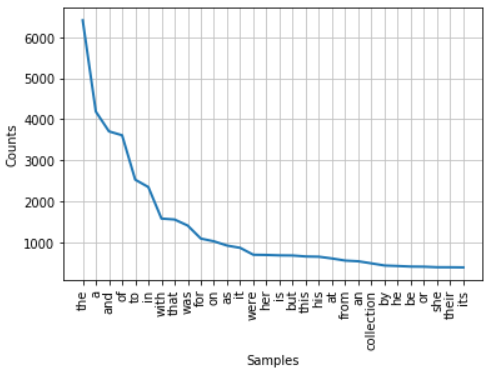 6000
5000
4000
3000
2000
1000
Counts
the
a
and
of
to
in
with
that
was
for
on
as
it
were
her
is
but
this
his
at
from
an
collection
by
he
be
or
she
their
its
Samples